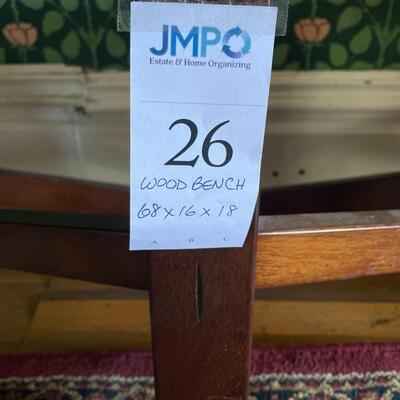 JMPO
Estate & Home Organizing
26
WOOD BENCH
68 x 16 x 18
A B C